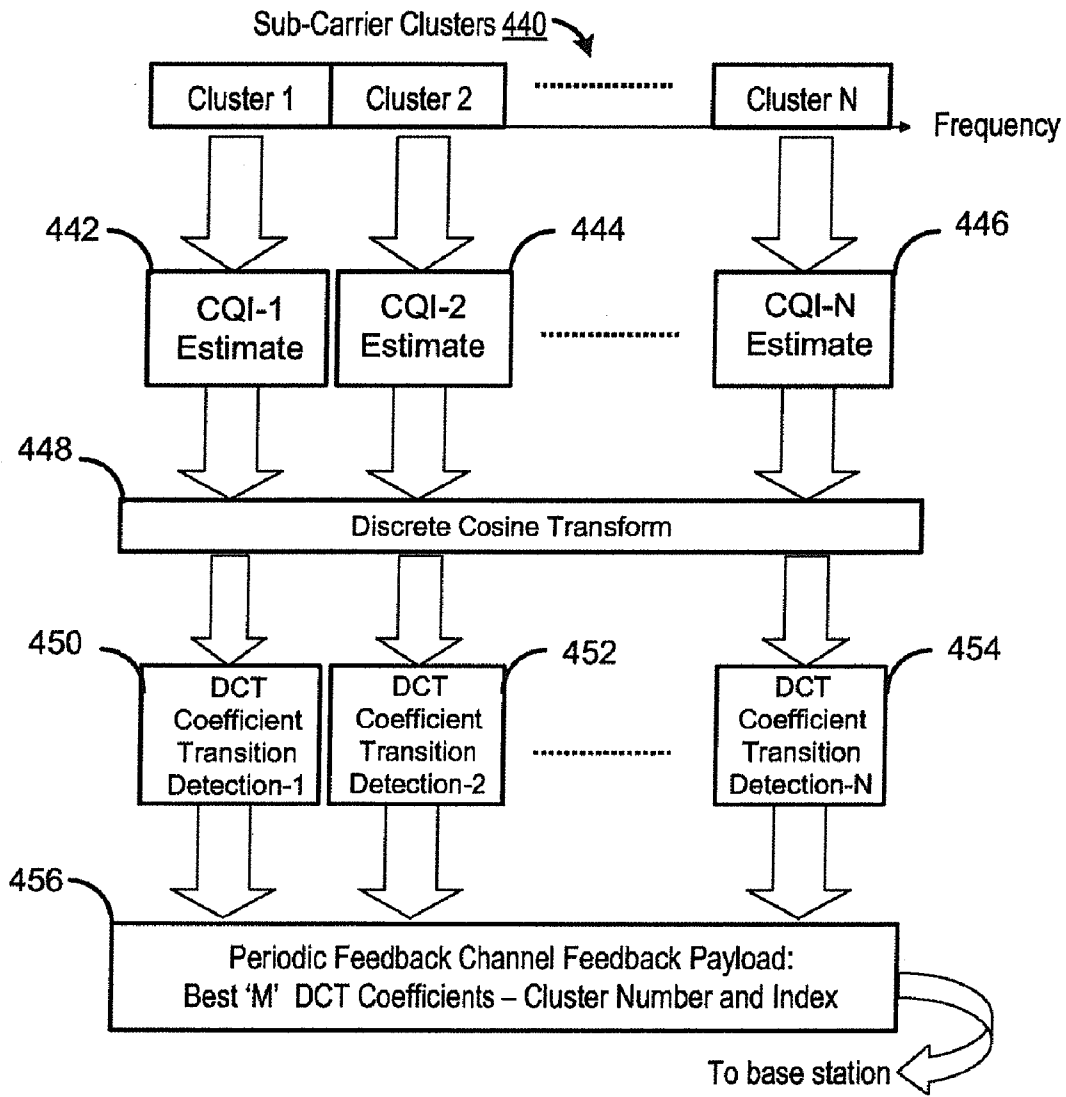 Sub-Carrier Clusters 440
Cluster 1
Cluster 2
Cluster N
Frequency
442
444
446
CQI-1
Estimate
CQI-2
Estimate
CQI-N
Estimate
448
Discrete Cosine Transform
450
452
454
DCT
Coefficient
Transition
Detection-1
DCT
Coefficient
Transition
Detection-2
DCT
Coefficient
Transition
Detection-N
456
Periodic Feedback Channel Feedback Payload:
Best 'M' DCT Coefficients – Cluster Number and Index
To base station